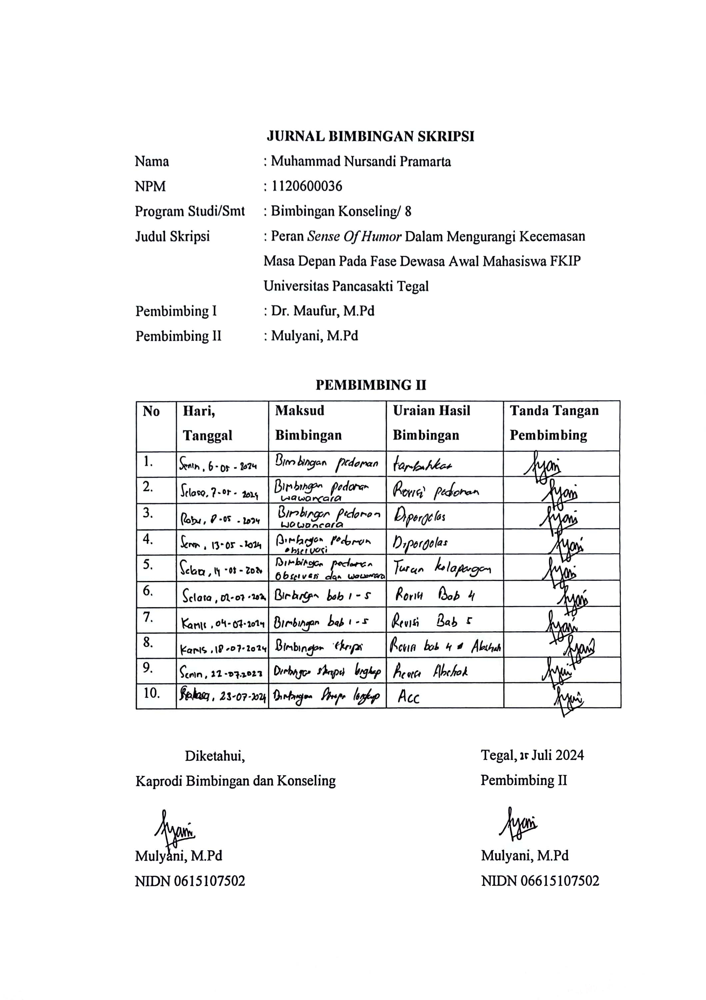 JURNAL BIMBINGAN SKRIPSI
Nama : Muhammad Nursandi Pramarta
NPM : 1120600036
Program Studi/Smt : Bimbingan Konseling/ 8
Judul Skripsi : Peran Sense Of Humor Dalam Mengurangi Kecemasan
Masa Depan Pada Fase Dewasa Awal Mahasiswa FKIP
Universitas Pancasakti Tegal
Pembimbing I : Dr. Maufur, M.Pd
Pembimbing II : Mulyani, M.Pd
PEMBIMBING II
No Hari, Maksud Uraian Hasil Tanda Tangan
Tanggal Bimbingan Bimbingan Pembimbing
1. Senin, 6-05-2024 Bimbingan pedoman tambahkan
2. Selasa, 7-05-2024 Bimbingan pedoman Revisi pedoman
wawancara
3. Rabu, 8-05-2024 Bimbingan pedoman Diperjelas
wawancara
4. Senin, 13-05-2024 Bimbingan pedoman Diperjelas
observasi
5. Selasa, 14-05-2024 Bimbingan pedoman Turun kelapangan
observasi dan wawancara
6. Selasa, 02-07-2024 Bimbingan bab 1-5 Revisi Bab 4
7. Kamis, 04-07-2024 Bimbingan bab 1-5 Revisi Bab 5
8. Kamis, 18-07-2024 Bimbingan skripsi Revisi bab 4 Abstrak
9. Senin, 22-07-2023 Bimbingan skripsi lengkap Revisi Abstrak
10. 23-07-2024 Bimbingan skripsi lengkap Acc
Diketahui, Tegal, 25 Juli 2024
Kaprodi Bimbingan dan Konseling Pembimbing II
Mulyani, M.Pd Mulyani, M.Pd
NIDN 0615107502 NIDN 06615107502